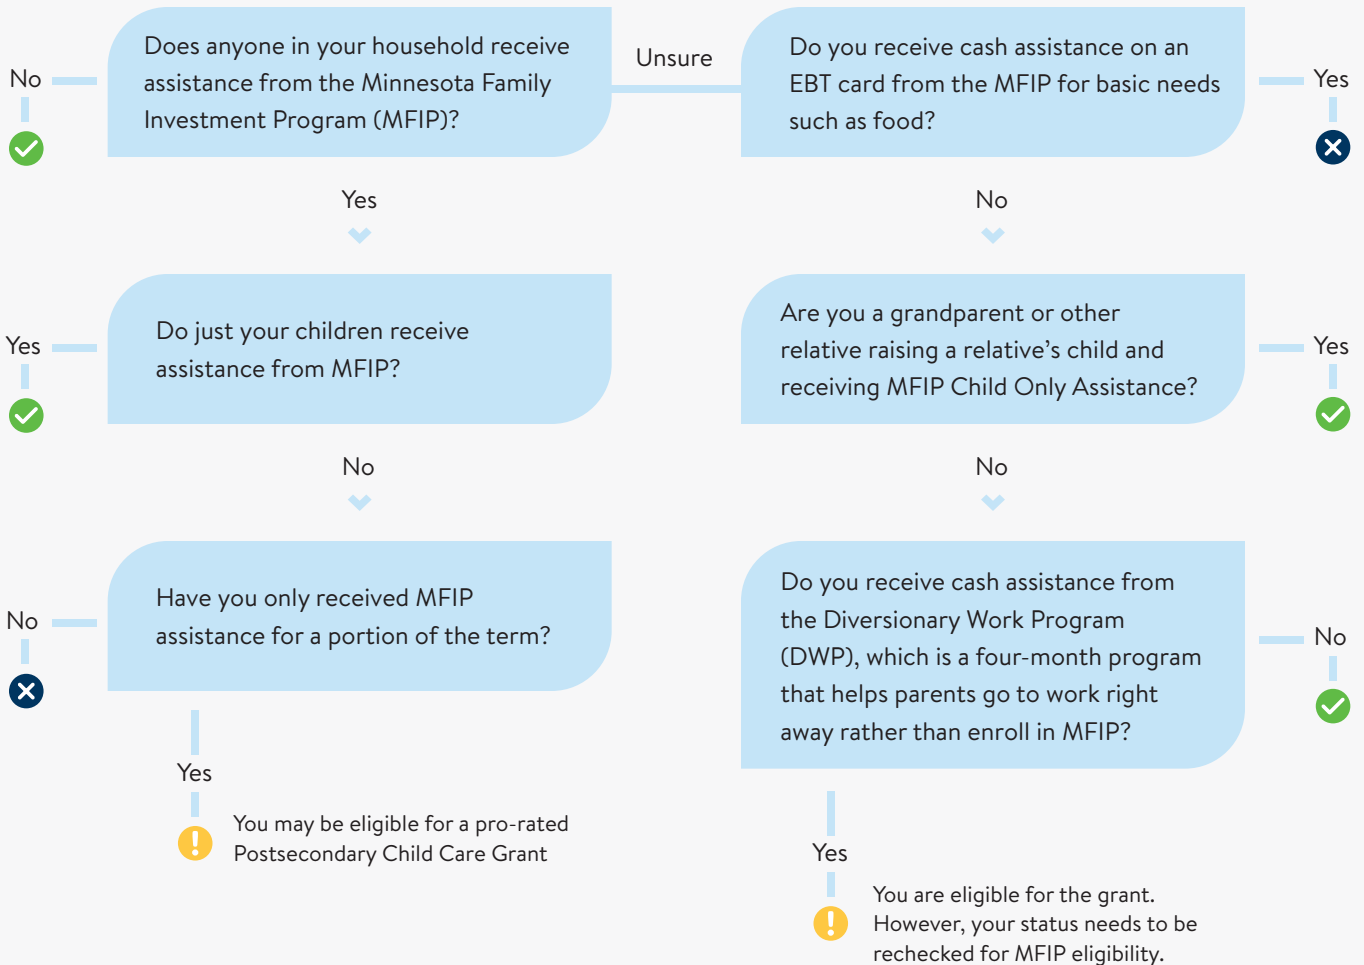 Does anyone in your household receive
assistance from the Minnesota Family
Investment Program (MFIP)?
No
Unsure
Do you receive cash assistance on an
EBT card from the MFIP for basic needs
such as food?
Yes
Yes
No
Do just your children receive
assistance from MFIP?
Yes
Are you a grandparent or other
relative raising a relative’s child and
receiving MFIP Child Only Assistance?
Yes
No
No
Have you only received MFIP
assistance for a portion of the term?
No
Do you receive cash assistance from
the Diversionary Work Program
(DWP), which is a four-month program
that helps parents go to work right
away rather than enroll in MFIP?
No
Yes
You may be eligible for a pro-rated
Postsecondary Child Care Grant
Yes
You are eligible for the grant.
However, your status needs to be
rechecked for MFIP eligibility.